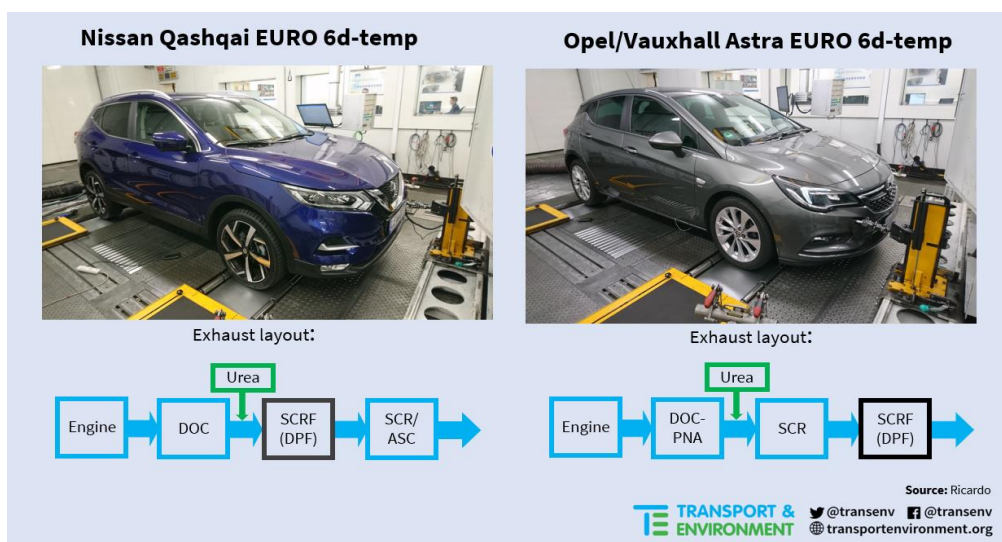 Nissan Qashqai EURO 6d-temp
Exhaust layout:
Urea
Engine
DOC
SCRF
(DPF)
SCR/
ASC
Opel/Vauxhall Astra EURO 6d-temp
Exhaust layout:
Urea
Engine
DOC-
PNA
SCR
SCRF
(DPF)
Source: Ricardo
TRANSPORT &
ENVIRONMENT
@transenv @transenv
transportenvironment.org